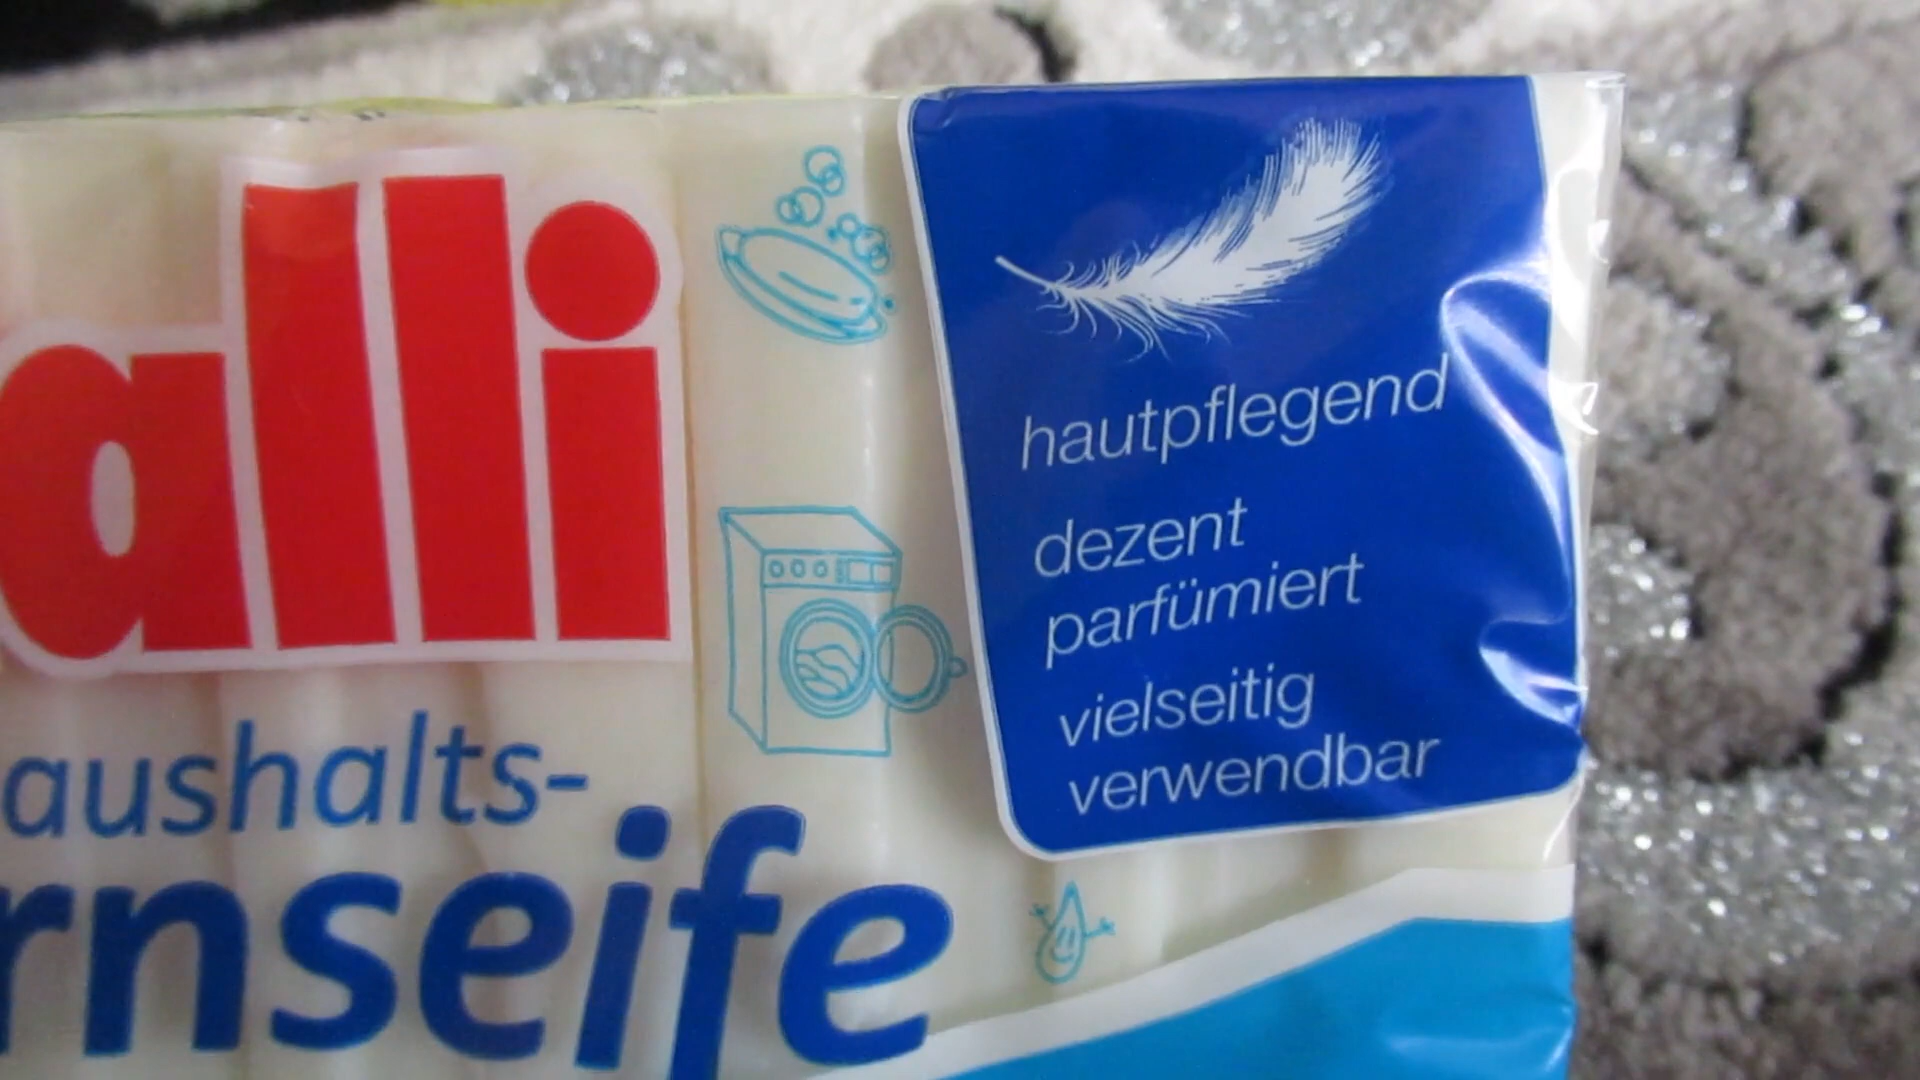 alli
aushalts-
rnseife
hautpflegend
dezent
parfümiert
vielseitig
verwendbar